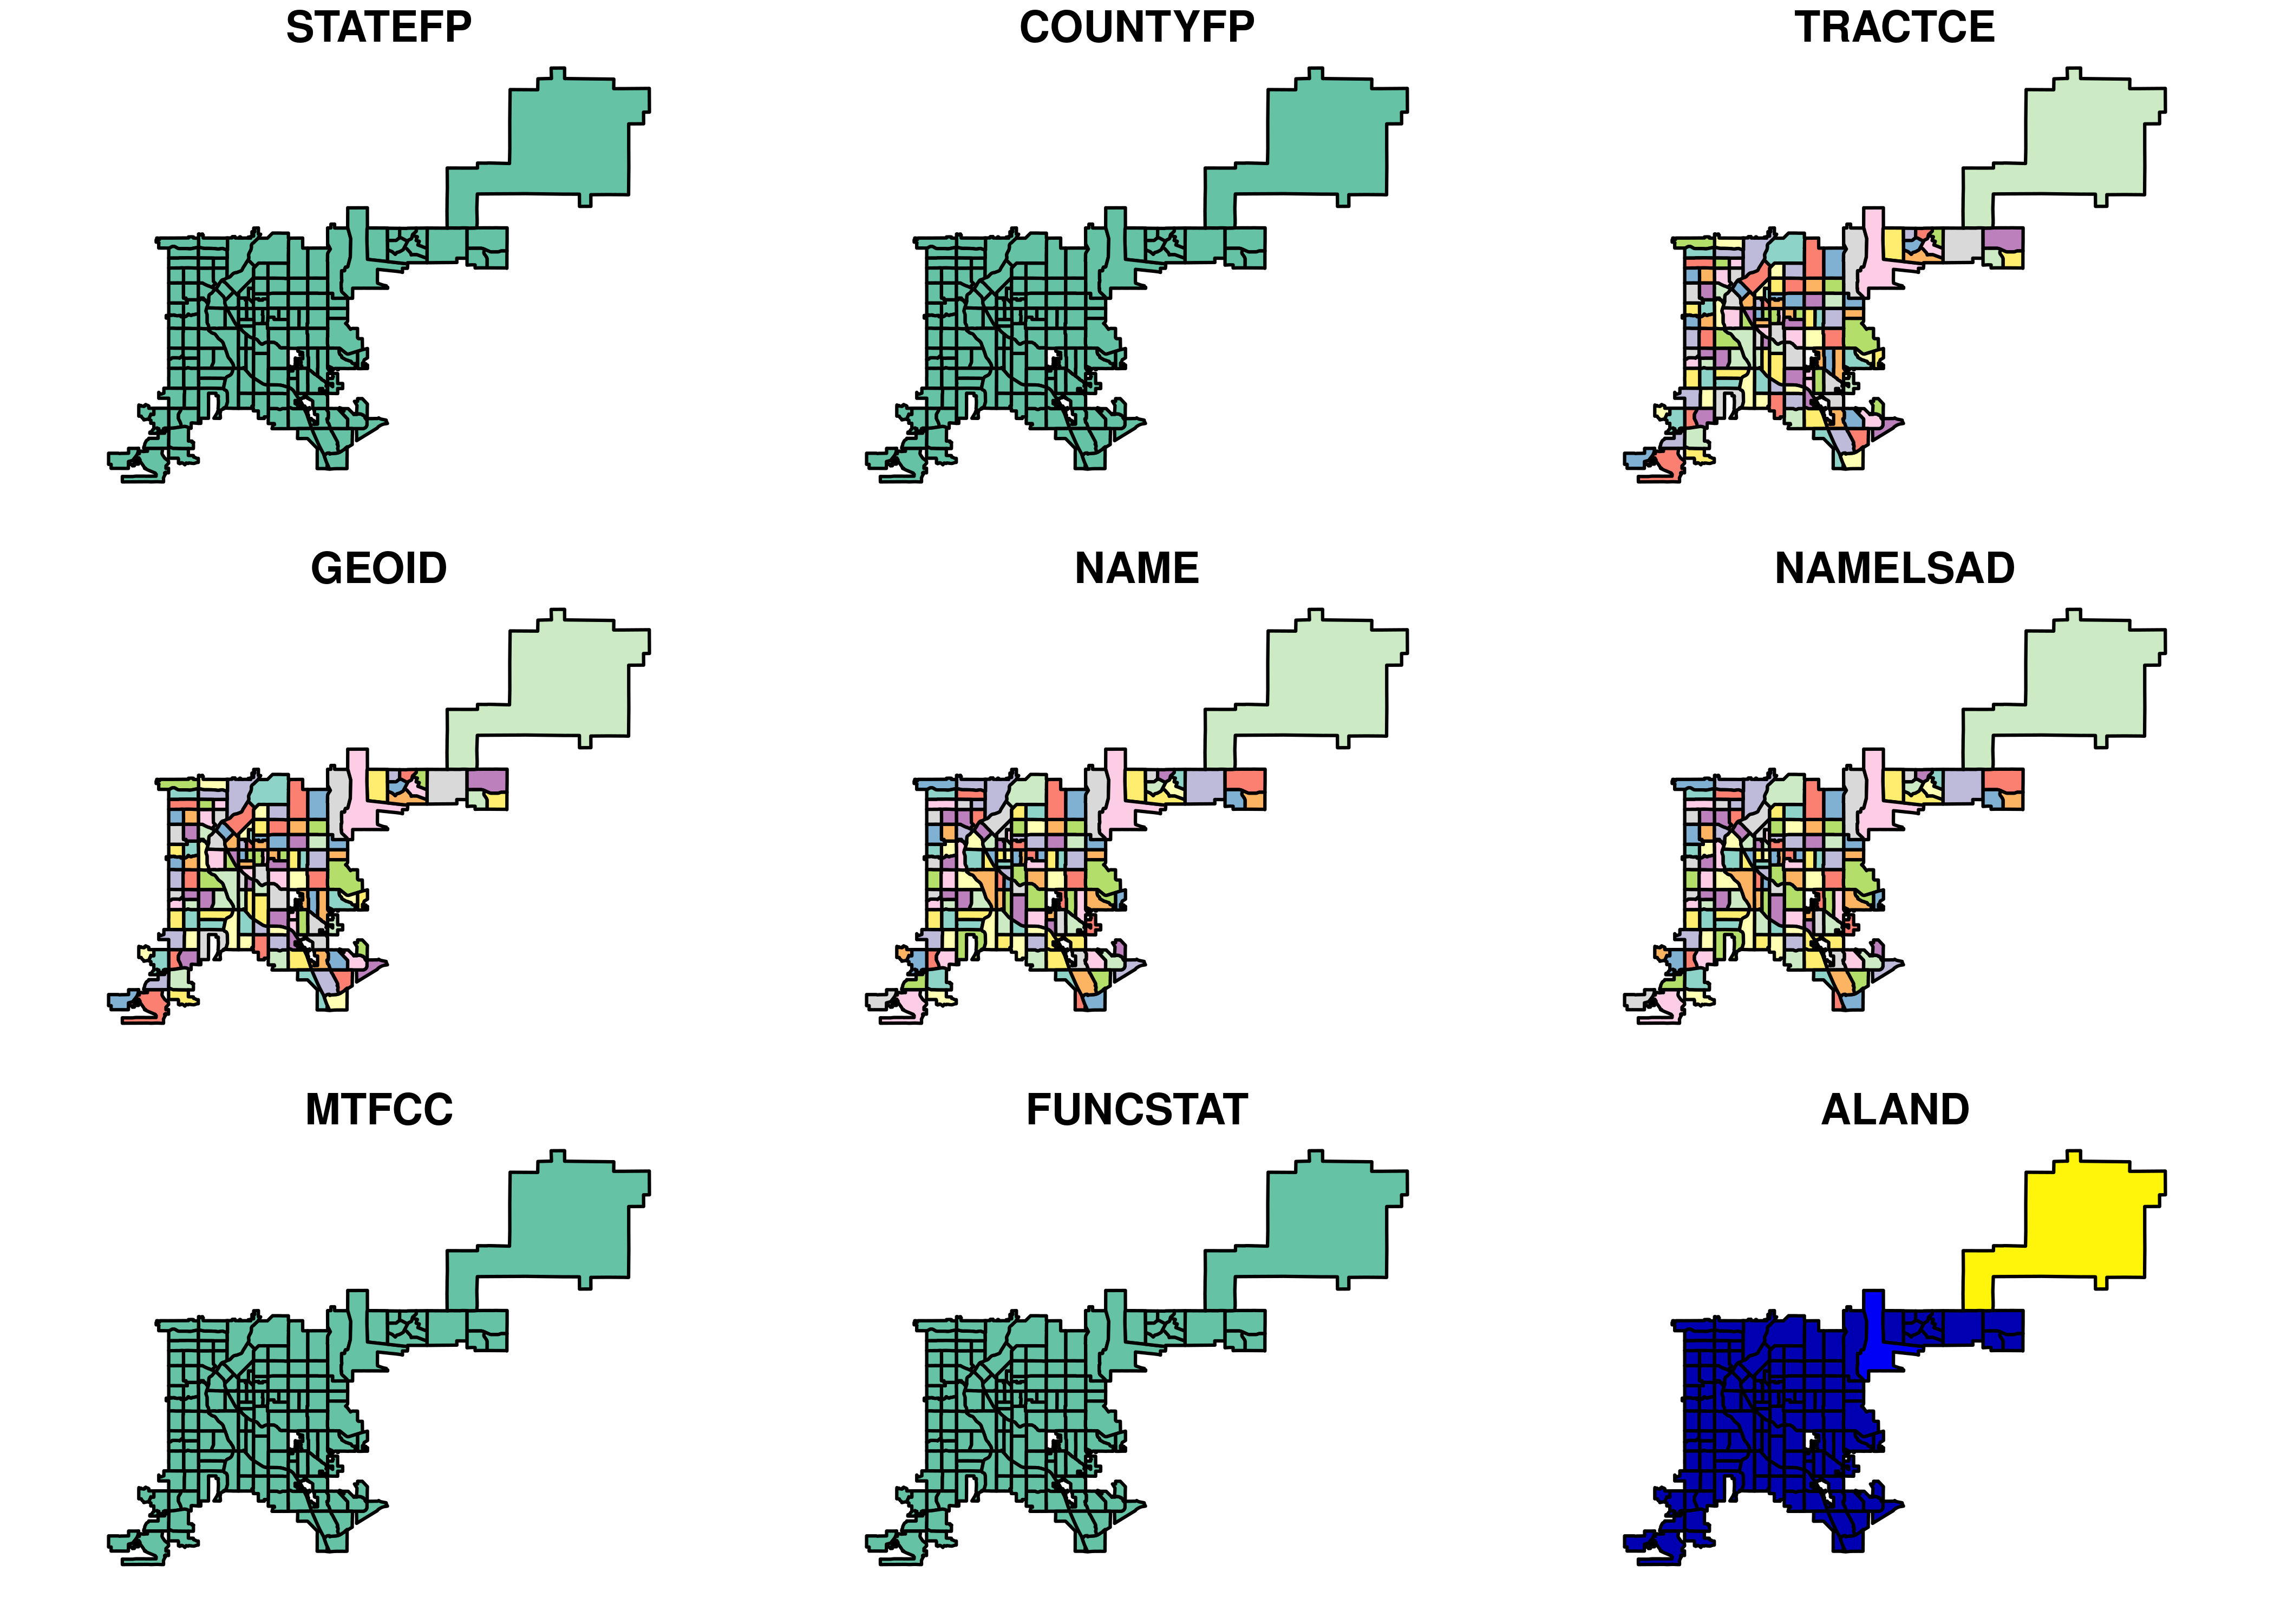 STATEFP
COUNTYFP
TRACTCE
GEOID
NAME
NAMELSAD
MTFCC
FUNCSTAT
ALAND